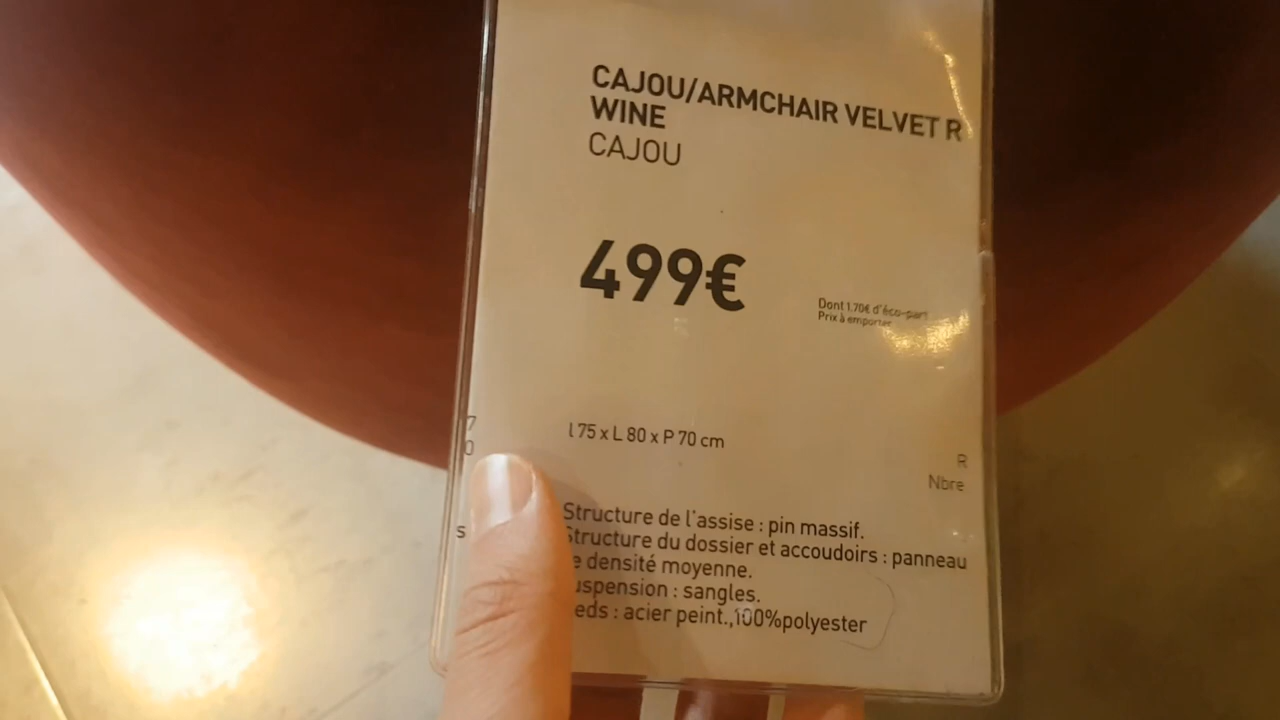 CAJOU/ARMCHAIR VELVET R
WINE
CAJOU
499€
Dont 1.70€ d'éco-part
Prix à emporter
l 75 x L 80 x P 70 cm
7
0
R
Nbre
s
Structure de l'assise : pin massif.
Structure du dossier et accoudoirs : panneau
e densité moyenne.
uspension : sangles.
eds : acier peint.,100%polyester